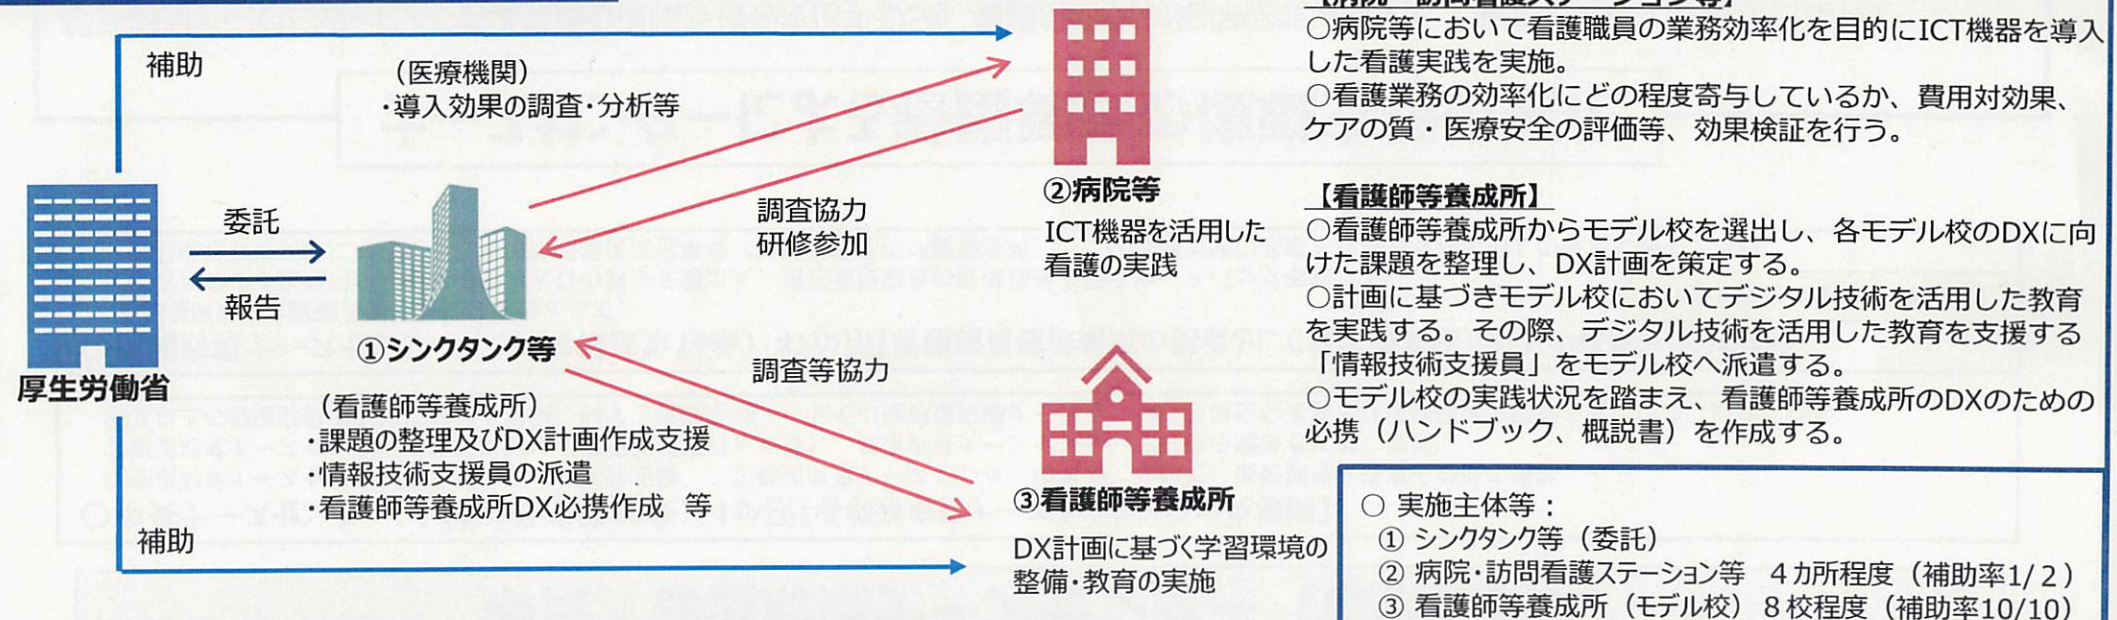 補助
(医療機関)
・導入効果の調査・分析等
委託
報告
厚生労働省
①シンクタンク等
調査協力
研修参加
調査等協力
(看護師等養成所)
・課題の整理及びDX計画作成支援
・情報技術支援員の派遣
・看護師等養成所DX必携作成 等
補助
②病院等
ICT機器を活用した
看護の実践
③看護師等養成所
DX計画に基づく学習環境の
整備・教育の実施
【病院・訪問看護ステーション等】
○病院等において看護職員の業務効率化を目的にICT機器を導入
した看護実践を実施。
○看護業務の効率化にどの程度寄与しているか、費用対効果、
ケアの質・医療安全の評価等、効果検証を行う。
【看護師等養成所】
○看護師等養成所からモデル校を選出し、各モデル校のDXに向
けた課題を整理し、DX計画を策定する。
○計画に基づきモデル校においてデジタル技術を活用した教育
を実践する。その際、デジタル技術を活用した教育を支援する
「情報技術支援員」をモデル校へ派遣する。
○モデル校の実践状況を踏まえ、看護師等養成所のDXのための
必携（ハンドブック、概説書）を作成する。
○ 実施主体等：
① シンクタンク等（委託）
② 病院・訪問看護ステーション等 4カ所程度（補助率1/2）
③ 看護師等養成所（モデル校）8校程度（補助率10/10）